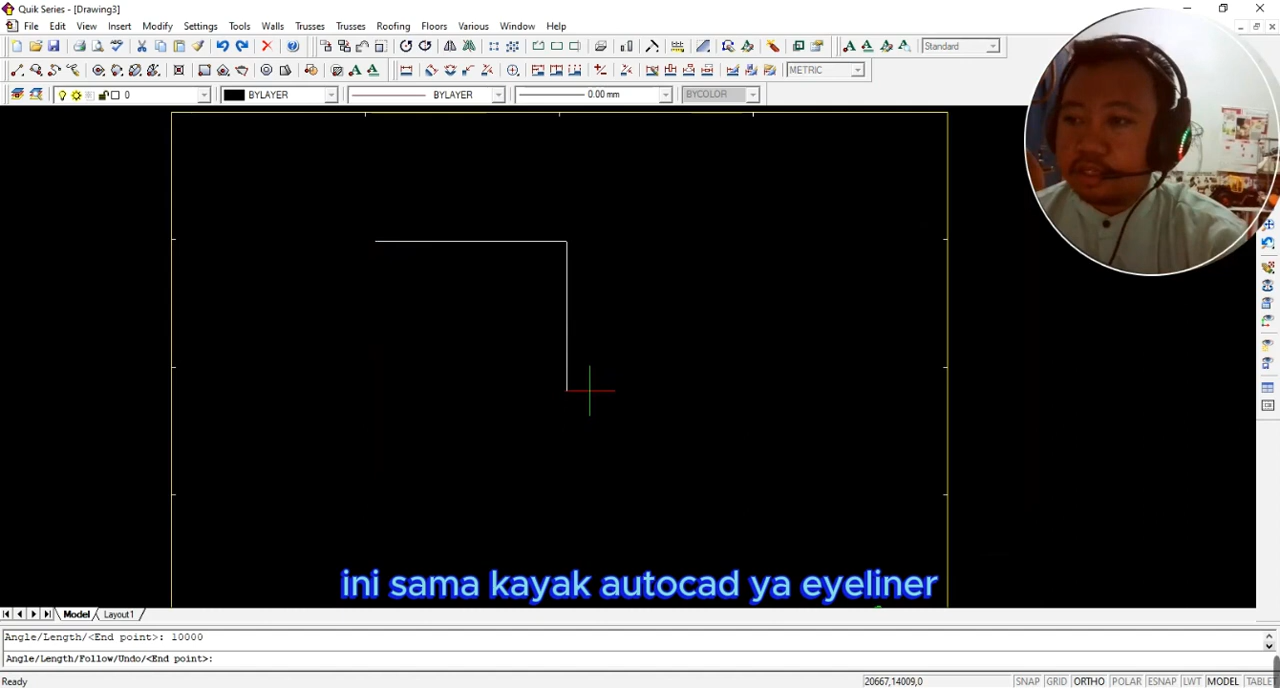 Quik Series - [Drawing3]
File Edit View Insert Modify Settings Tools Walls Trusses Trusses Roofing Floors Various Window Help
Standard
METRIC
0 BYLAYER BYLAYER 0.00 mm BYCOLOR
ini sama kayak autocad ya eyeliner
Model Layout1
Angle/Length/<End point>: 10000
Angle/Length/Follow/Undo/<End point>:
Ready 20667,14009,0 SNAP GRID ORTHO POLAR ESNAP LWT MODEL TABLET